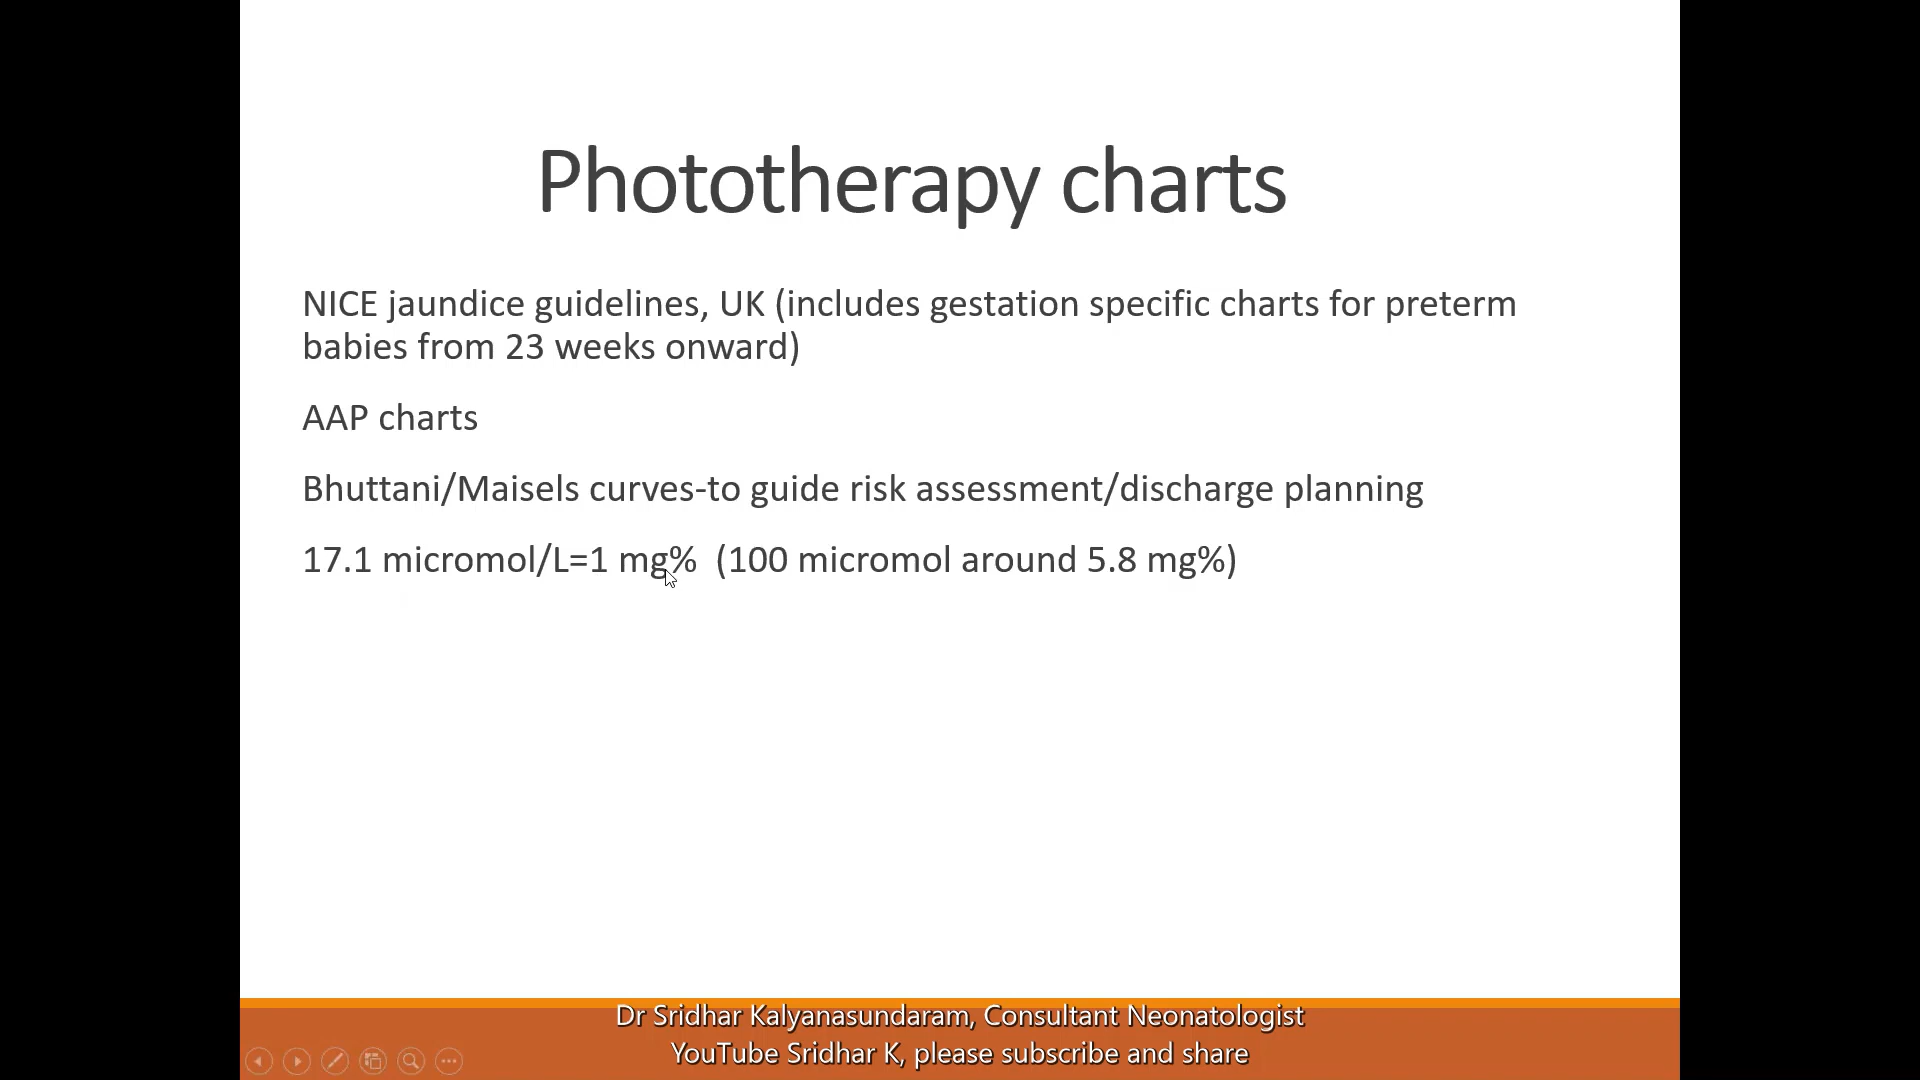 Phototherapy charts
NICE jaundice guidelines, UK (includes gestation specific charts for preterm
babies from 23 weeks onward)
AAP charts
Bhuttani/Maisels curves-to guide risk assessment/discharge planning
17.1 micromol/L=1 mg% (100 micromol around 5.8 mg%)
Dr Sridhar Kalyanasundaram, Consultant Neonatologist
YouTube Sridhar K, please subscribe and share